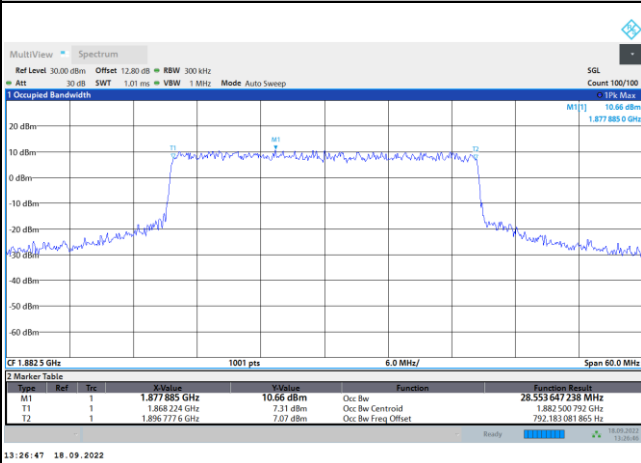 MultiView Spectrum
Ref Level 30.00 dBm Offset 12.80 dB RBW 300 kHz SGL
Att 30 dB SWT 1.01 ms VBW 1 MHz Mode Auto Sweep Count 100/100
1 Occupied Bandwidth 1Pk Max
M1[1] 10.66 dBm
1.877 885 0 GHz
20 dBm
M1
T1 T2
10 dBm
0 dBm
-10 dBm
-20 dBm
-30 dBm
-40 dBm
-50 dBm
-60 dBm
CF 1.882 5 GHz 1001 pts 6.0 MHz/ Span 60.0 MHz
2 Marker Table
Type Ref Trc X-Value Y-Value Function Function Result
M1 1 1.877 885 GHz 10.66 dBm Occ Bw 28.553 647 238 MHz
T1 1 1.868 224 GHz 7.31 dBm Occ Bw Centroid 1.882 500 792 GHz
T2 1 1.896 777 6 GHz 7.07 dBm Occ Bw Freq Offset 792.183 081 865 Hz
Ready 18.09.2022
13:26:46
13:26:47 18.09.2022